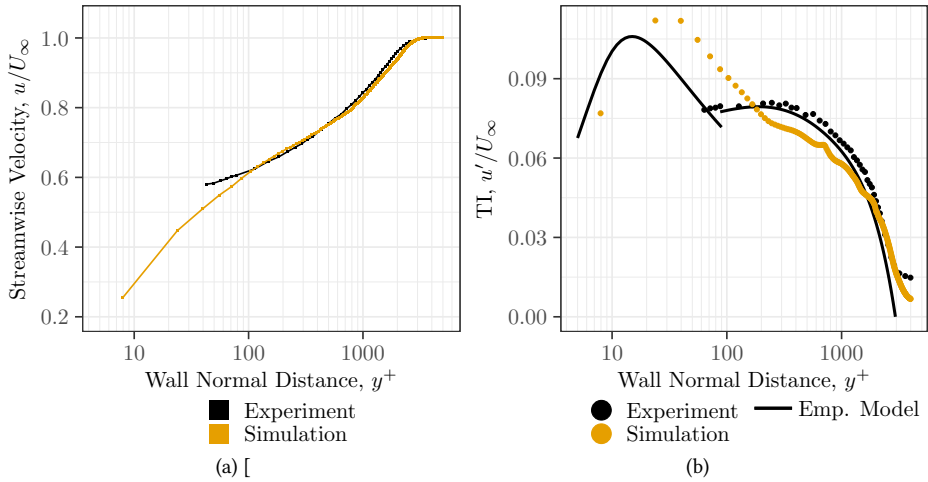 1.0
0.8
0.6
0.4
0.2
Streamwise Velocity, u/U∞
10
100
1000
Wall Normal Distance, y⁺
Experiment
Simulation
(a) [
0.09
0.06
0.03
0.00
TI, u′/U∞
10
100
1000
Wall Normal Distance, y⁺
Experiment
Emp. Model
Simulation
(b)